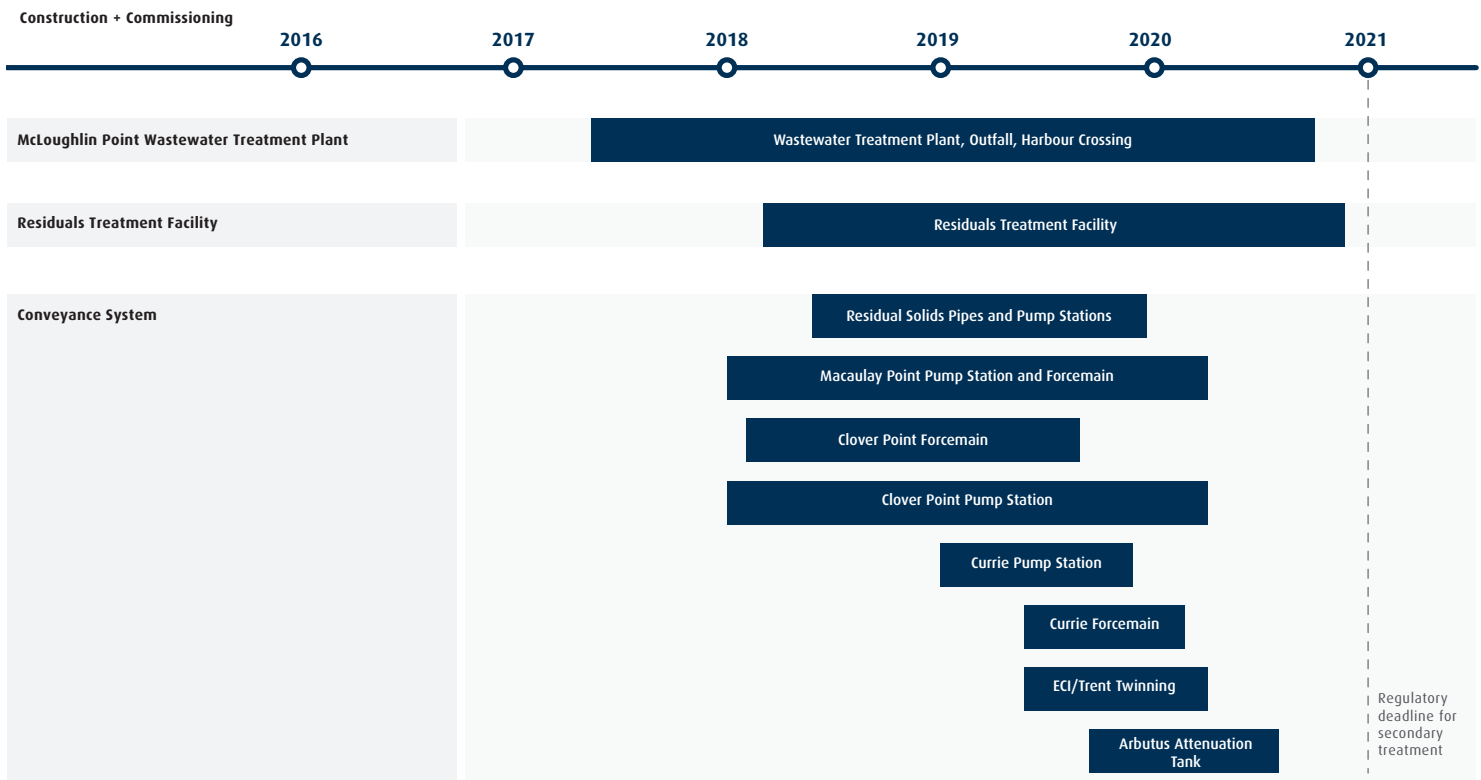 Construction + Commissioning
2016
2017
2018
2019
2020
2021
McLoughlin Point Wastewater Treatment Plant
Wastewater Treatment Plant, Outfall, Harbour Crossing
Residuals Treatment Facility
Residuals Treatment Facility
Conveyance System
Residual Solids Pipes and Pump Stations
Macaulay Point Pump Station and Forcemain
Clover Point Forcemain
Clover Point Pump Station
Currie Pump Station
Currie Forcemain
ECI/Trent Twinning
Arbutus Attenuation
Tank
Regulatory
deadline for
secondary
treatment